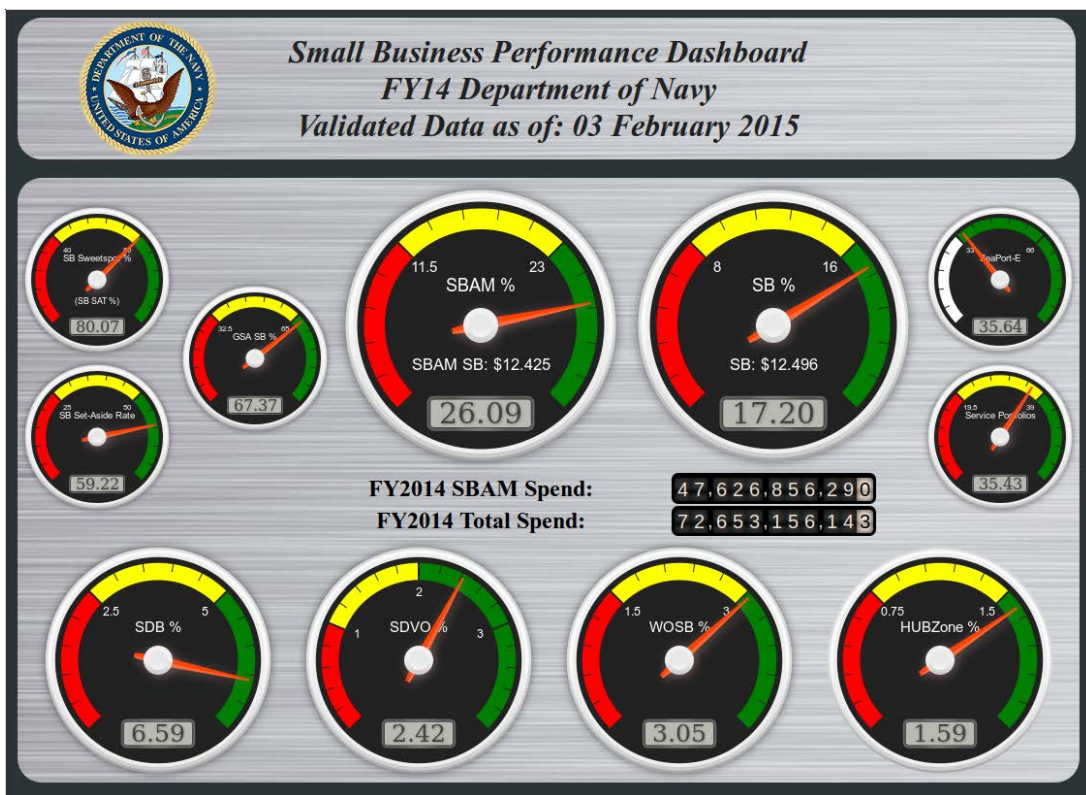 Small Business Performance Dashboard
FY14 Department of Navy
Validated Data as of: 03 February 2015
DEPARTMENT OF THE NAVY
UNITED STATES OF AMERICA
40
SB Sweetspot %
(SB SAT %)
80.07
32.5 65
GSA SB %
67.37
25 50
SB Set-Aside Rate
59.22
11.5 23
SBAM %
SBAM SB: $12.425
26.09
8 16
SB %
SB: $12.496
17.20
33 66
SeaPort-E
35.64
19.5 39
Service Portfolios
35.43
FY2014 SBAM Spend: 47,626,856,290
FY2014 Total Spend: 72,653,156,143
2.5 5
SDB %
6.59
1 2 3
SDVO %
2.42
1.5 3
WOSB %
3.05
0.75 1.5
HUBZone %
1.59